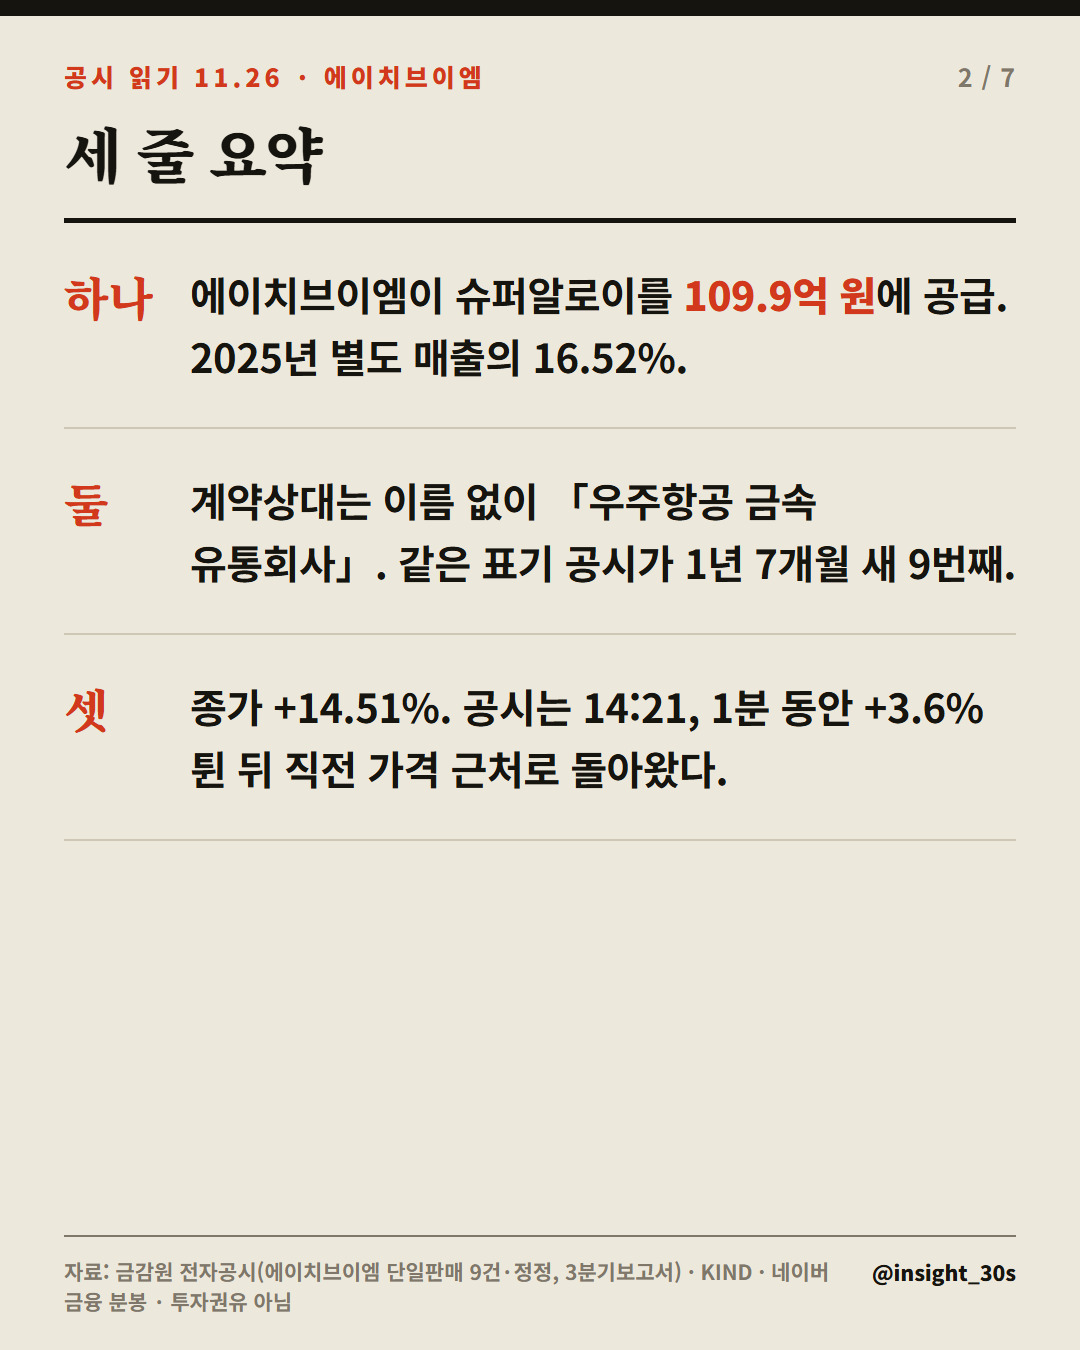 공시 읽기 11.26 · 에이치브이엠
2 / 7
세 줄 요약
하나
에이치브이엠이 슈퍼알로이를 109.9억 원에 공급.
2025년 별도 매출의 16.52%.
둘
계약상대는 이름 없이 「우주항공 금속
유통회사」. 같은 표기 공시가 1년 7개월 새 9번째.
셋
종가 +14.51%. 공시는 14:21, 1분 동안 +3.6%
튄 뒤 직전 가격 근처로 돌아왔다.
자료: 금감원 전자공시(에이치브이엠 단일판매 9건·정정, 3분기보고서) · KIND · 네이버
금융 분봉 · 투자권유 아님
@insight_30s